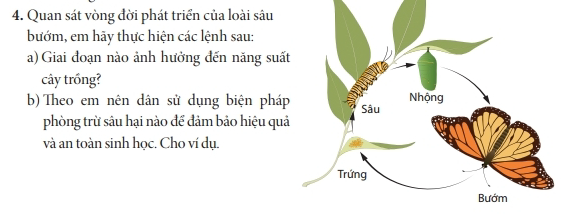 4. Quan sát vòng đời phát triển của loài sâu
bướm, em hãy thực hiện các lệnh sau:
a) Giai đoạn nào ảnh hưởng đến năng suất
cây trồng?
b) Theo em nên dân sử dụng biện pháp
phòng trừ sâu hại nào để đảm bảo hiệu quả
và an toàn sinh học. Cho ví dụ.
Nhộng
Sâu
Trứng
Bướm